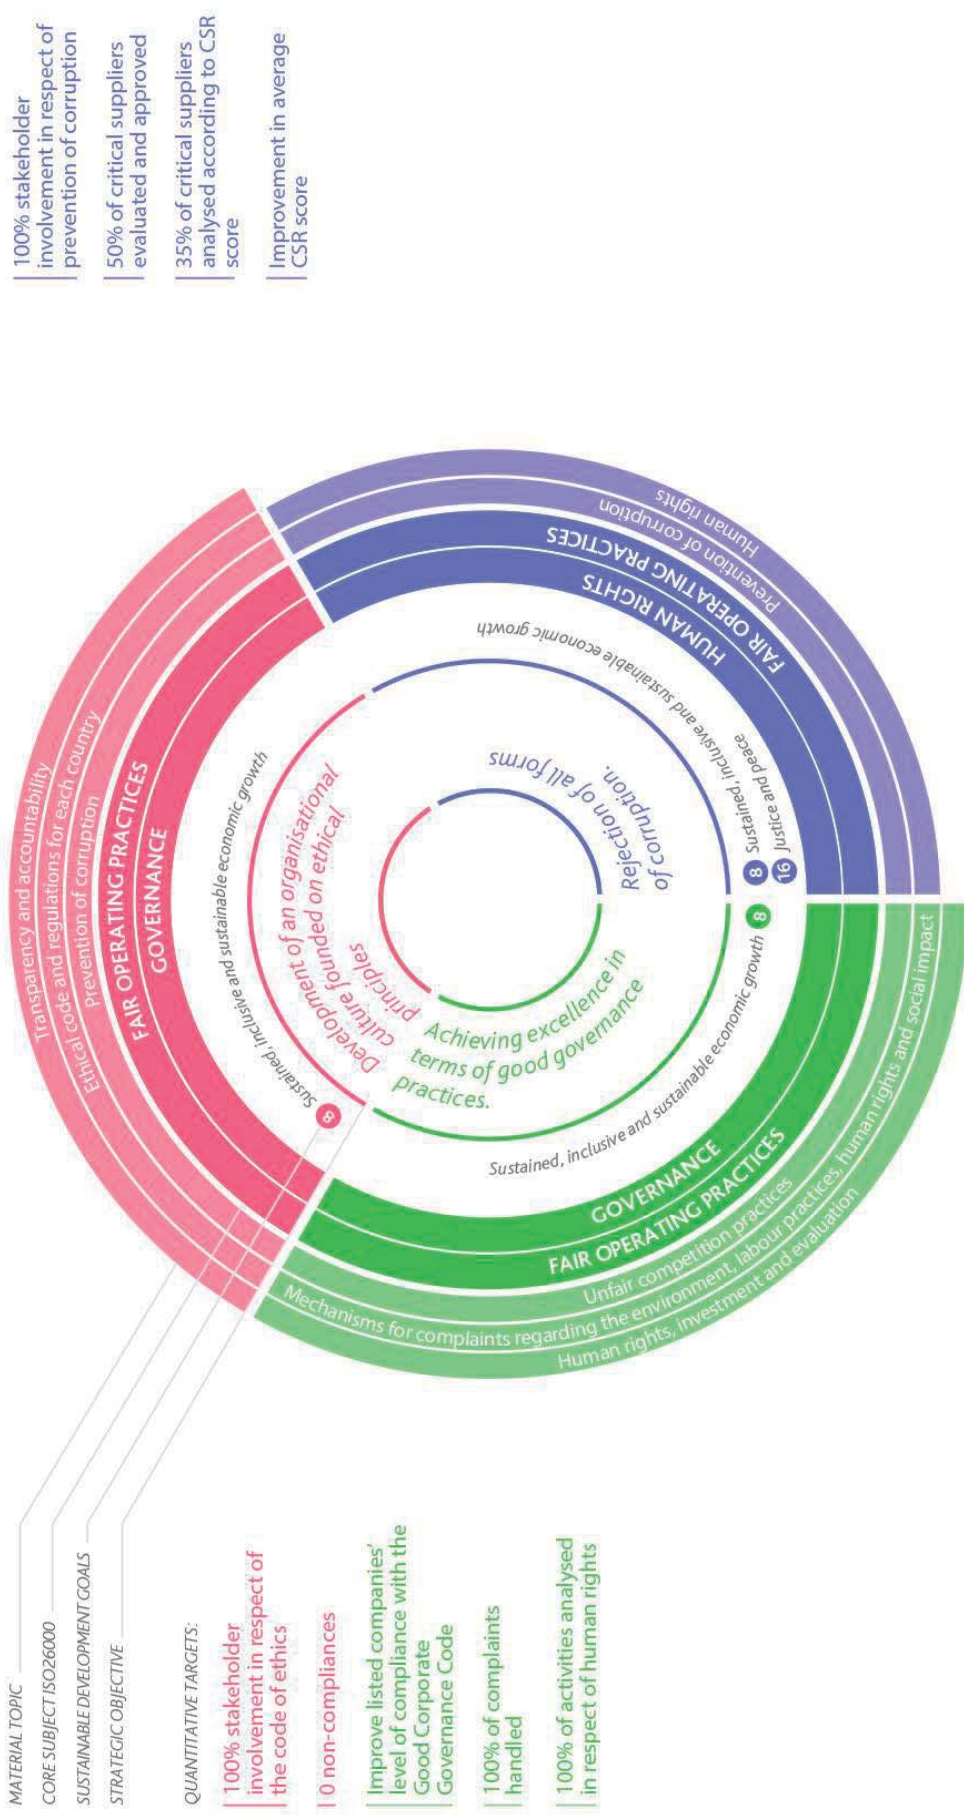 MATERIAL TOPIC
CORE SUBJECT ISO26000
SUSTAINABLE DEVELOPMENT GOALS
STRATEGIC OBJECTIVE
QUANTITATIVE TARGETS:
100% stakeholder
involvement in respect of
the code of ethics
0 non-compliances
Improve listed companies'
level of compliance with the
Good Corporate
Governance Code
100% of complaints
handled
100% of activities analysed
in respect of human rights
Transparency and accountability
Ethical code and regulations for each country
Prevention of corruption
FAIR OPERATING PRACTICES
GOVERNANCE
Sustained, inclusive and sustainable economic growth
8
Development of an organisational
culture founded on ethical
principles
Human rights
Prevention of corruption
FAIR OPERATING PRACTICES
HUMAN RIGHTS
Sustained, inclusive and sustainable economic growth
8
Justice and peace
16
Rejection of all forms
of corruption.
Achieving excellence in
terms of good governance
practices.
Sustained, inclusive and sustainable economic growth
8
GOVERNANCE
FAIR OPERATING PRACTICES
Unfair competition practices
Mechanisms for complaints regarding the environment, labour practices, human rights and social impact
Human rights, investment and evaluation
100% stakeholder
involvement in respect of
prevention of corruption
50% of critical suppliers
evaluated and approved
35% of critical suppliers
analysed according to CSR
score
Improvement in average
CSR score